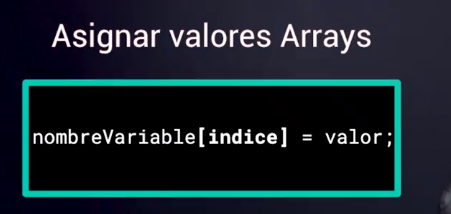 Asignar valores Arrays
nombreVariable[indice] = valor;